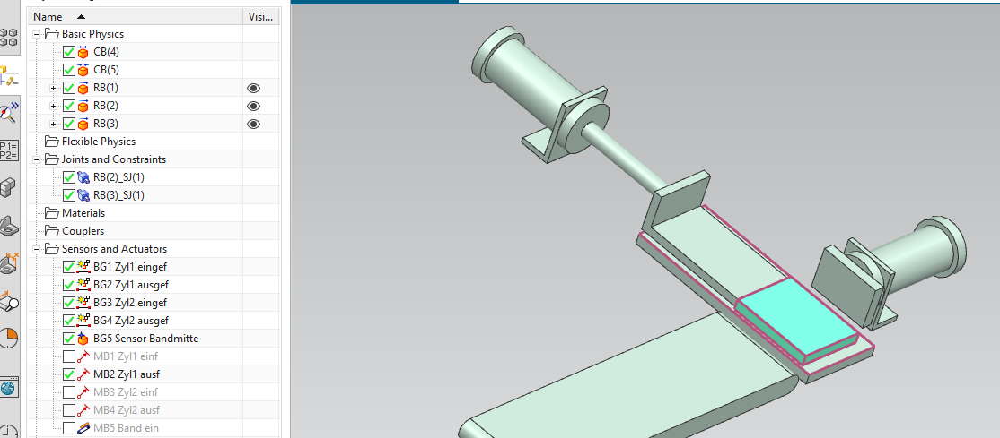 Name Visi...
Basic Physics
CB(4)
CB(5)
RB(1)
RB(2)
RB(3)
Flexible Physics
Joints and Constraints
RB(2)_SJ(1)
RB(3)_SJ(1)
Materials
Couplers
Sensors and Actuators
BG1 Zyl1 eingef
BG2 Zyl1 ausgef
BG3 Zyl2 eingef
BG4 Zyl2 ausgef
BG5 Sensor Bandmitte
MB1 Zyl1 einf
MB2 Zyl1 ausf
MB3 Zyl2 einf
MB4 Zyl2 ausf
MB5 Band ein
P1=
P2=